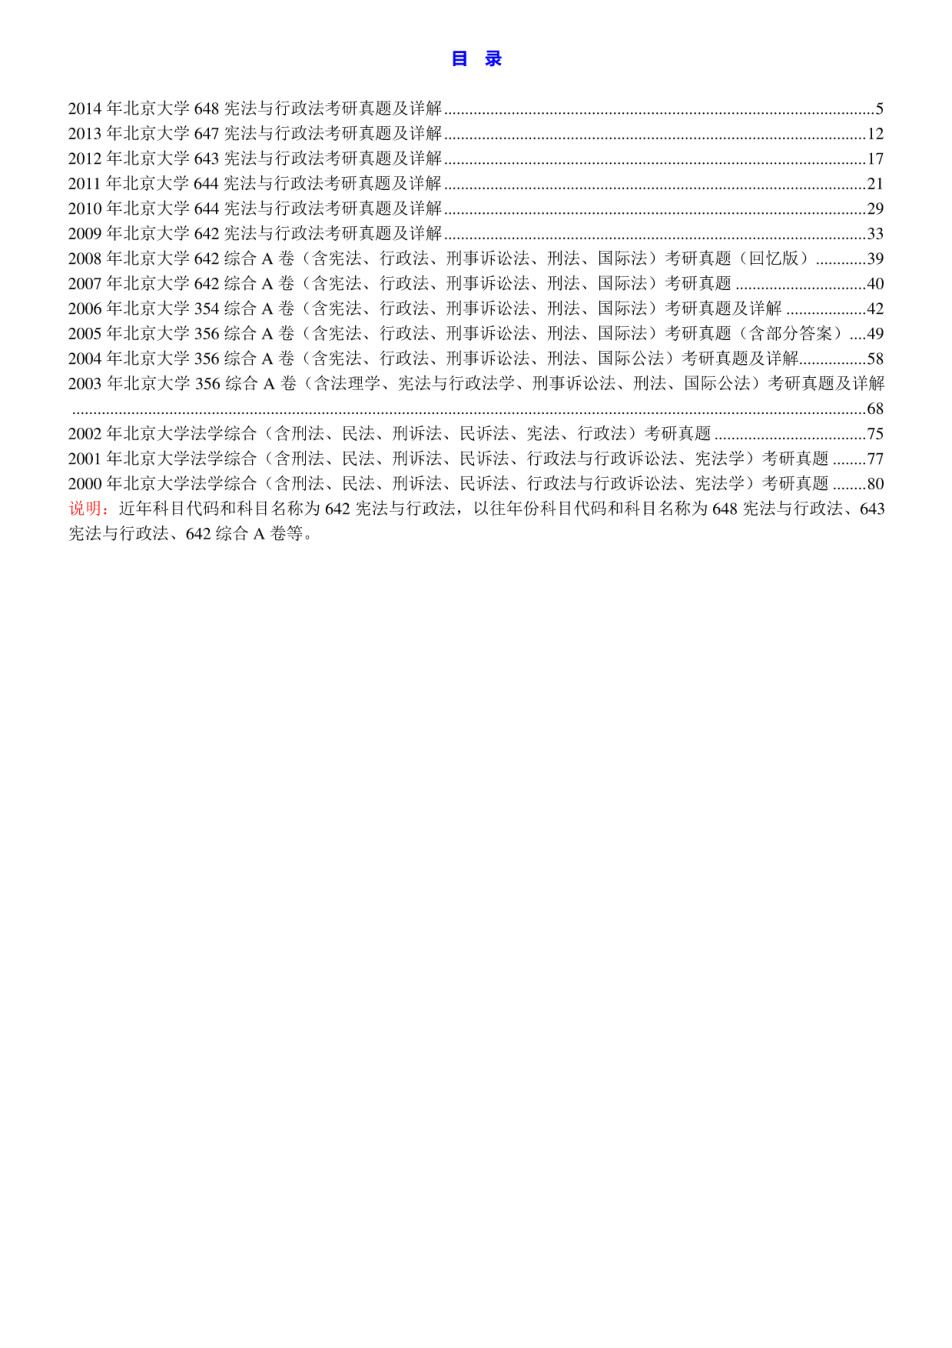 目 录
2014 年北京大学 648 宪法与行政法考研真题及详解.......................................................................................................5
2013 年北京大学 647 宪法与行政法考研真题及详解.....................................................................................................12
2012 年北京大学 643 宪法与行政法考研真题及详解.....................................................................................................17
2011 年北京大学 644 宪法与行政法考研真题及详解.....................................................................................................21
2010 年北京大学 644 宪法与行政法考研真题及详解.....................................................................................................29
2009 年北京大学 642 宪法与行政法考研真题及详解.....................................................................................................33
2008 年北京大学 642 综合 A 卷（含宪法、行政法、刑事诉讼法、刑法、国际法）考研真题（回忆版）............39
2007 年北京大学 642 综合 A 卷（含宪法、行政法、刑事诉讼法、刑法、国际法）考研真题 ...............................40
2006 年北京大学 354 综合 A 卷（含宪法、行政法、刑事诉讼法、刑法、国际法）考研真题及详解 ...................42
2005 年北京大学 356 综合 A 卷（含宪法、行政法、刑事诉讼法、刑法、国际法）考研真题（含部分答案）....49
2004 年北京大学 356 综合 A 卷（含宪法、行政法、刑事诉讼法、刑法、国际公法）考研真题及详解................58
2003 年北京大学 356 综合 A 卷（含法理学、宪法与行政法学、刑事诉讼法、刑法、国际公法）考研真题及详解
.............................................................................................................................................................................................68
2002 年北京大学法学综合（含刑法、民法、刑诉法、民诉法、宪法、行政法）考研真题 ....................................75
2001 年北京大学法学综合（含刑法、民法、刑诉法、民诉法、行政法与行政诉讼法、宪法学）考研真题 ........77
2000 年北京大学法学综合（含刑法、民法、刑诉法、民诉法、行政法与行政诉讼法、宪法学）考研真题 ........80
说明：近年科目代码和科目名称为 642 宪法与行政法，以往年份科目代码和科目名称为 648 宪法与行政法、643
宪法与行政法、642 综合 A 卷等。